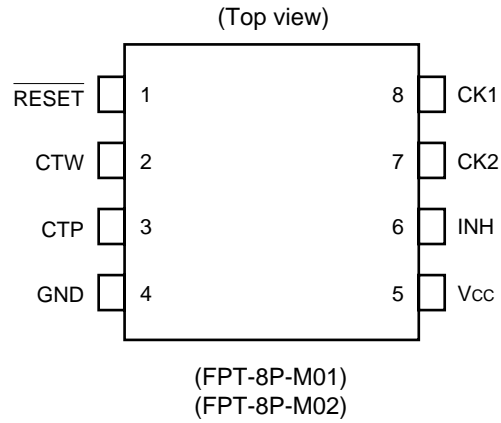 (Top view)
RESET 1 8 CK1
CTW 2 7 CK2
CTP 3 6 INH
GND 4 5 VCC
(FPT-8P-M01)
(FPT-8P-M02)